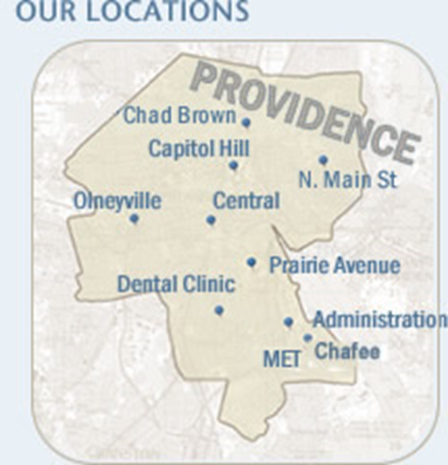 OUR LOCATIONS
PROVIDENCE
Chad Brown
Capitol Hill
N. Main St
Olneyville
Central
Prairie Avenue
Dental Clinic
Administration
Chafee
MET